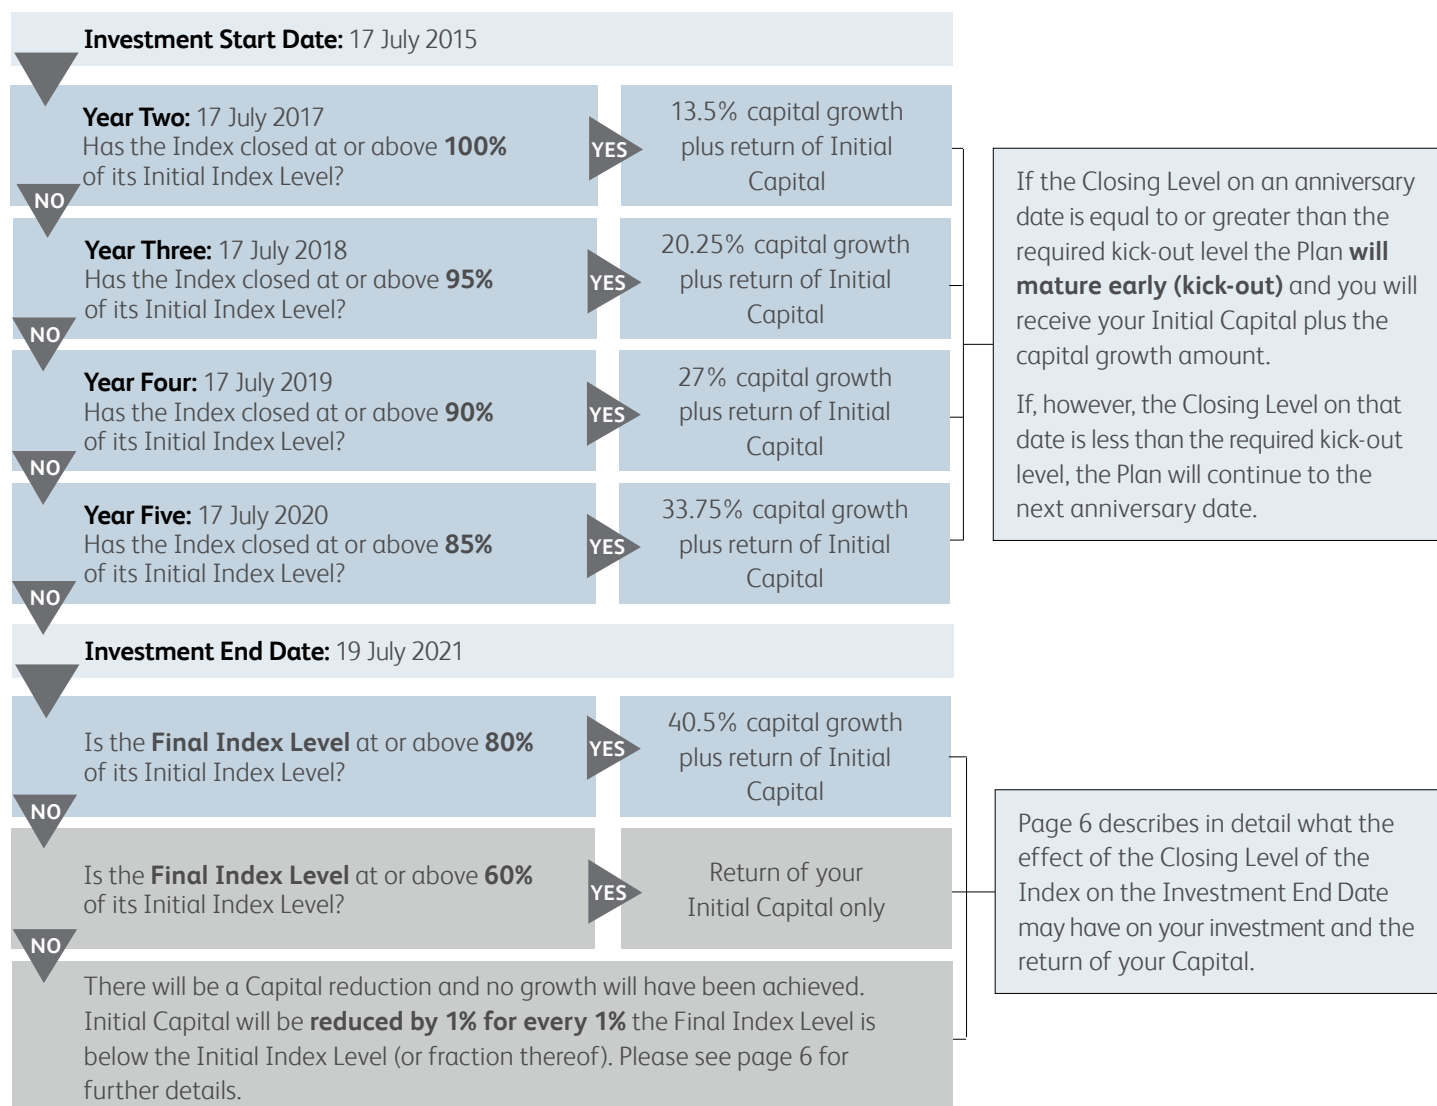 Investment Start Date: 17 July 2015
Year Two: 17 July 2017
Has the Index closed at or above 100%
of its Initial Index Level?
YES
13.5% capital growth
plus return of Initial
Capital
NO
Year Three: 17 July 2018
Has the Index closed at or above 95%
of its Initial Index Level?
YES
20.25% capital growth
plus return of Initial
Capital
NO
Year Four: 17 July 2019
Has the Index closed at or above 90%
of its Initial Index Level?
YES
27% capital growth
plus return of Initial
Capital
NO
Year Five: 17 July 2020
Has the Index closed at or above 85%
of its Initial Index Level?
YES
33.75% capital growth
plus return of Initial
Capital
NO
If the Closing Level on an anniversary
date is equal to or greater than the
required kick-out level the Plan will
mature early (kick-out) and you will
receive your Initial Capital plus the
capital growth amount.
If, however, the Closing Level on that
date is less than the required kick-out
level, the Plan will continue to the
next anniversary date.
Investment End Date: 19 July 2021
Is the Final Index Level at or above 80%
of its Initial Index Level?
YES
40.5% capital growth
plus return of Initial
Capital
NO
Is the Final Index Level at or above 60%
of its Initial Index Level?
YES
Return of your
Initial Capital only
NO
There will be a Capital reduction and no growth will have been achieved.
Initial Capital will be reduced by 1% for every 1% the Final Index Level is
below the Initial Index Level (or fraction thereof). Please see page 6 for
further details.
Page 6 describes in detail what the
effect of the Closing Level of the
Index on the Investment End Date
may have on your investment and the
return of your Capital.